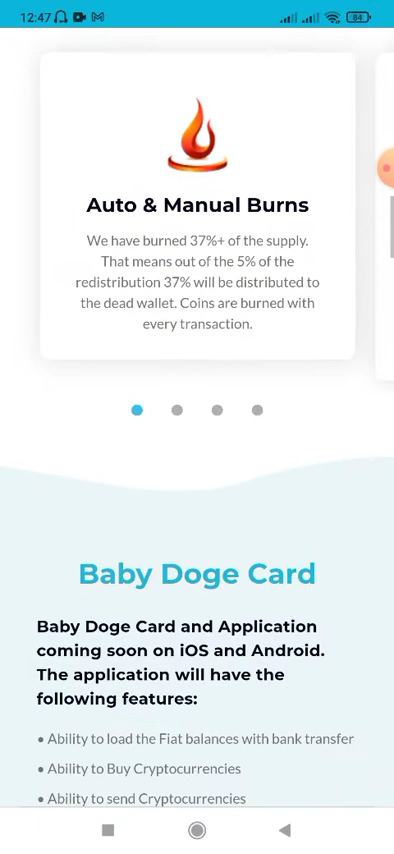 12:47
84
Auto & Manual Burns
We have burned 37%+ of the supply.
That means out of the 5% of the
redistribution 37% will be distributed to
the dead wallet. Coins are burned with
every transaction.
Baby Doge Card
Baby Doge Card and Application
coming soon on iOS and Android.
The application will have the
following features:
• Ability to load the Fiat balances with bank transfer
• Ability to Buy Cryptocurrencies
• Ability to send Cryptocurrencies